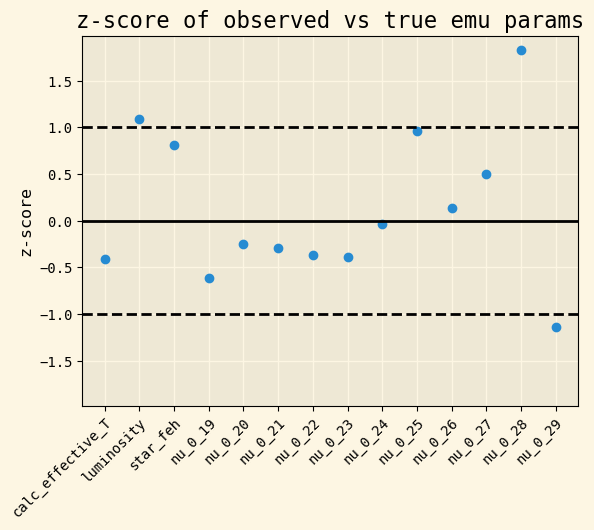 z-score of observed vs true emu params
z-score
1.5
1.0
0.5
0.0
−0.5
−1.0
−1.5
calc_effective_T
luminosity
star_feh
nu_0_19
nu_0_20
nu_0_21
nu_0_22
nu_0_23
nu_0_24
nu_0_25
nu_0_26
nu_0_27
nu_0_28
nu_0_29